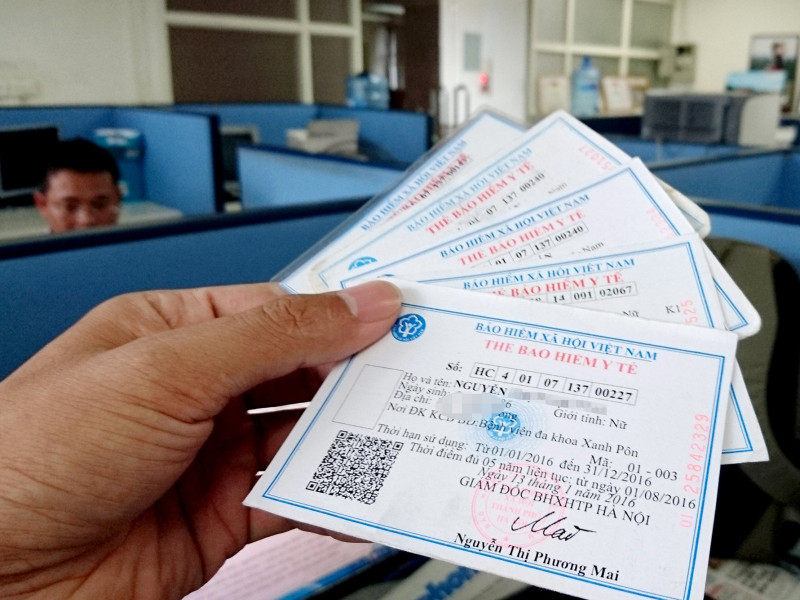 BẢO HIỂM XÃ HỘI VIỆT NAM
BẢO HIỂM XÃ HỘI VIỆT NAM
THẺ BẢO HIỂM Y TẾ
07 137 00240
BẢO HIỂM XÃ HỘI VIỆT NAM
THẺ BẢO HIỂM Y TẾ
01 07 137 00240
Nam
BẢO HIỂM XÃ HỘI VIỆT NAM
THẺ BẢO HIỂM Y TẾ
14 001 02067
Nữ
K1
BẢO HIỂM XÃ HỘI VIỆT NAM
THẺ BẢO HIỂM Y TẾ
Số: HC 4 01 07 137 00227
Họ và tên: NGUYỄN
Ngày sinh: 6
Địa chỉ: Giới tính: Nữ
Nơi ĐK KCB BĐ: Bệnh viện đa khoa Xanh Pôn
Mã: 01 - 003
Thời hạn sử dụng: Từ 01/01/2016 đến 31/12/2016
Thời điểm đủ 05 năm liên tục: từ ngày 01/08/2016
Ngày 13 tháng 1 năm 2016
GIÁM ĐỐC BHXHTP HÀ NỘI
Nguyễn Thị Phương Mai
01 25842329